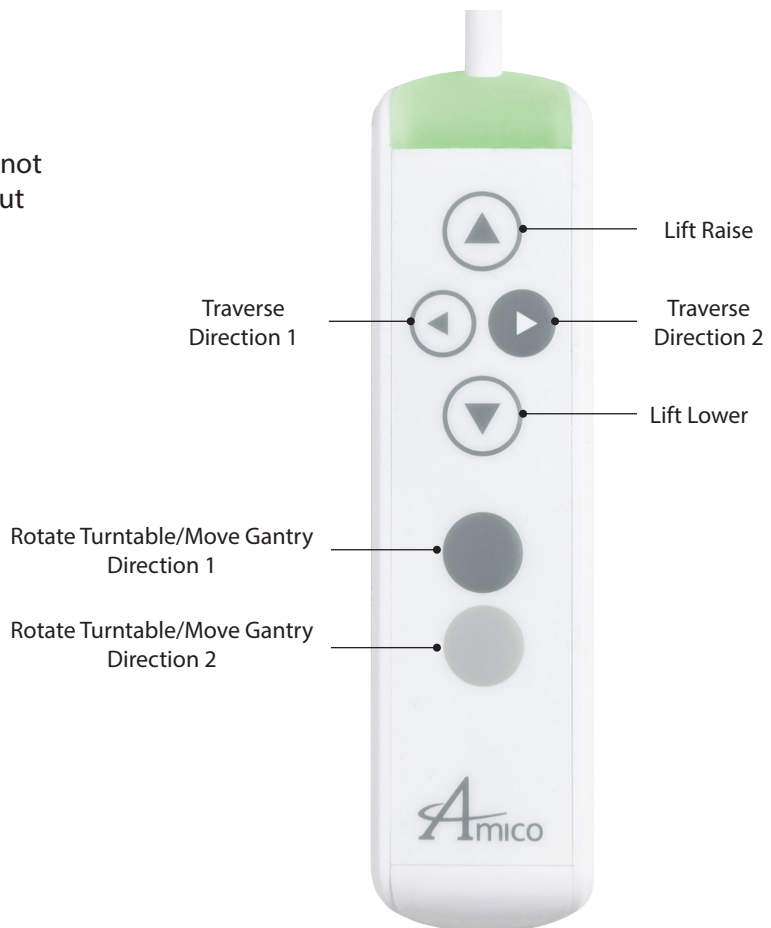 not
ut
Lift Raise
Traverse
Direction 1
Traverse
Direction 2
Lift Lower
Rotate Turntable/Move Gantry
Direction 1
Rotate Turntable/Move Gantry
Direction 2
Amico